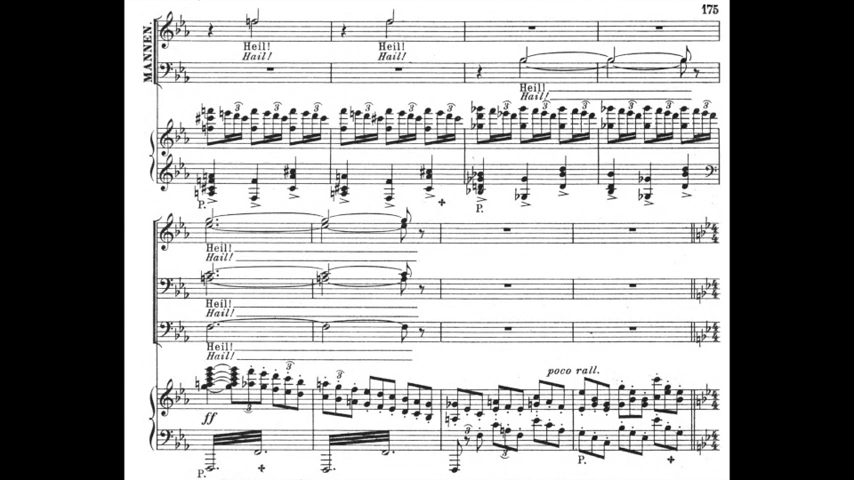 175
MANNEN.
Heil! Heil!
Hail! Hail!
Heil!
Hail!
P. P.
Heil!
Hail!
Heil!
Hail!
Heil!
Hail!
poco rall.
ff
P. P.